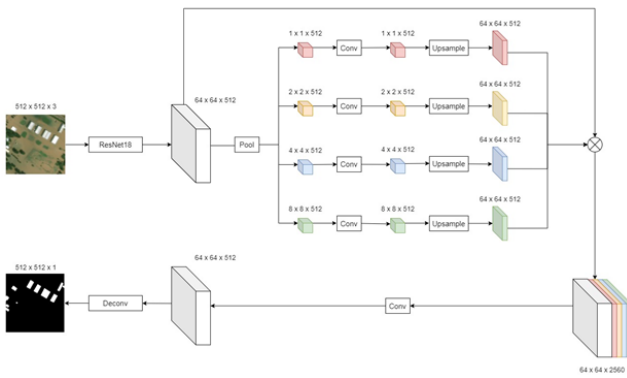 1 x 1 x 512
Conv
1 x 1 x 512
Upsample
64 x 64 x 512
512 x 512 x 3
ResNet18
64 x 64 x 512
Pool
2 x 2 x 512
Conv
2 x 2 x 512
Upsample
64 x 64 x 512
4 x 4 x 512
Conv
4 x 4 x 512
Upsample
64 x 64 x 512
8 x 8 x 512
Conv
8 x 8 x 512
Upsample
64 x 64 x 512
512 x 512 x 1
Deconv
64 x 64 x 512
Conv
64 x 64 x 2560